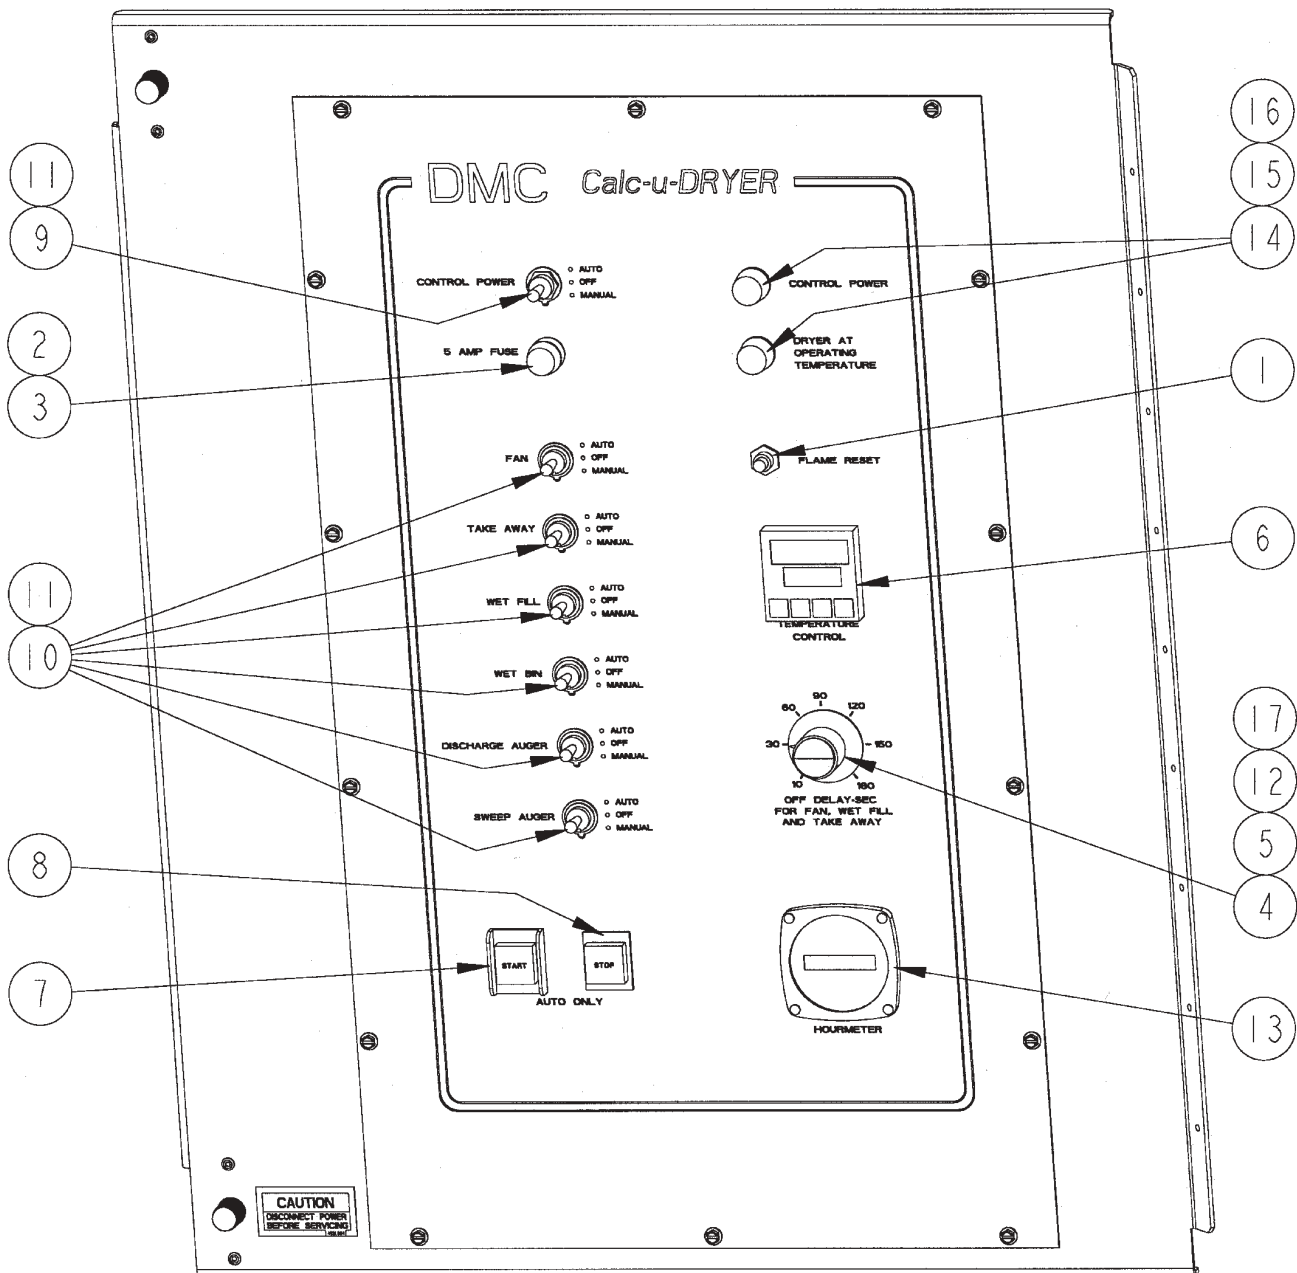 DMC Calc-u-DRYER
11
9
CONTROL POWER
AUTO
OFF
MANUAL
2
3
5 AMP FUSE
FAN
AUTO
OFF
MANUAL
TAKE AWAY
AUTO
OFF
MANUAL
11
10
WET FILL
AUTO
OFF
MANUAL
WET BIN
AUTO
OFF
MANUAL
DISCHARGE AUGER
AUTO
OFF
MANUAL
SWEEP AUGER
AUTO
OFF
MANUAL
8
7
START
STOP
AUTO ONLY
16
15
14
CONTROL POWER
DRYER AT
OPERATING
TEMPERATURE
1
FLAME RESET
6
TEMPERATURE
CONTROL
17
12
5
4
10
30
60
90
120
150
180
OFF DELAY-SEC
FOR FAN, WET FILL
AND TAKE AWAY
13
HOURMETER
CAUTION
DISCONNECT POWER
BEFORE SERVICING